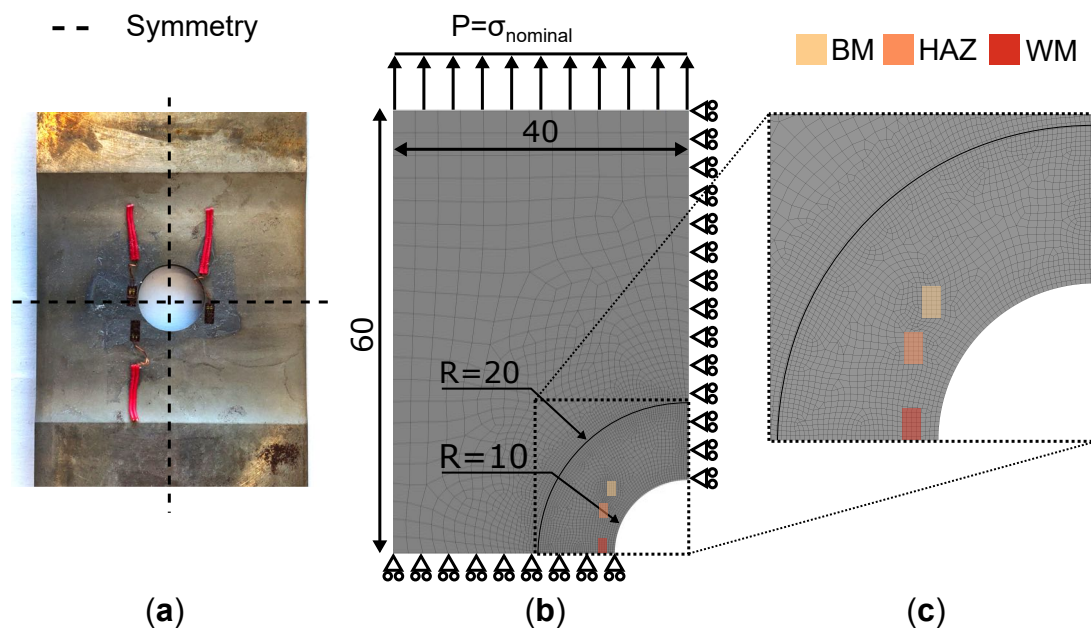 Symmetry
P=σnominal
BM
HAZ
WM
40
60
R=20
R=10
(a)
(b)
(c)